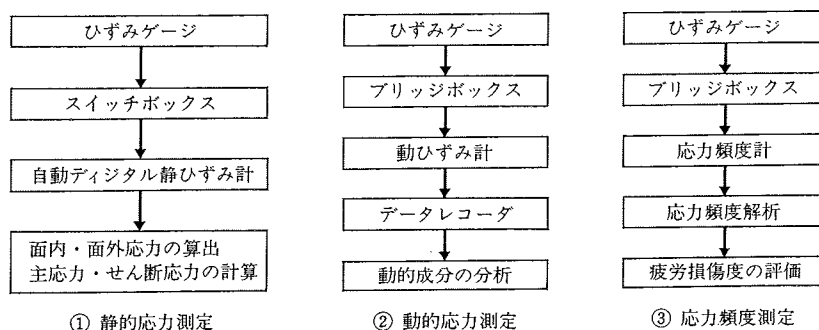 ひずみゲージ
スイッチボックス
自動ディジタル静ひずみ計
面内・面外応力の算出
主応力・せん断応力の計算
① 静的応力測定
ひずみゲージ
ブリッジボックス
動ひずみ計
データレコーダ
動的成分の分析
② 動的応力測定
ひずみゲージ
ブリッジボックス
応力頻度計
応力頻度解析
疲労損傷度の評価
③ 応力頻度測定